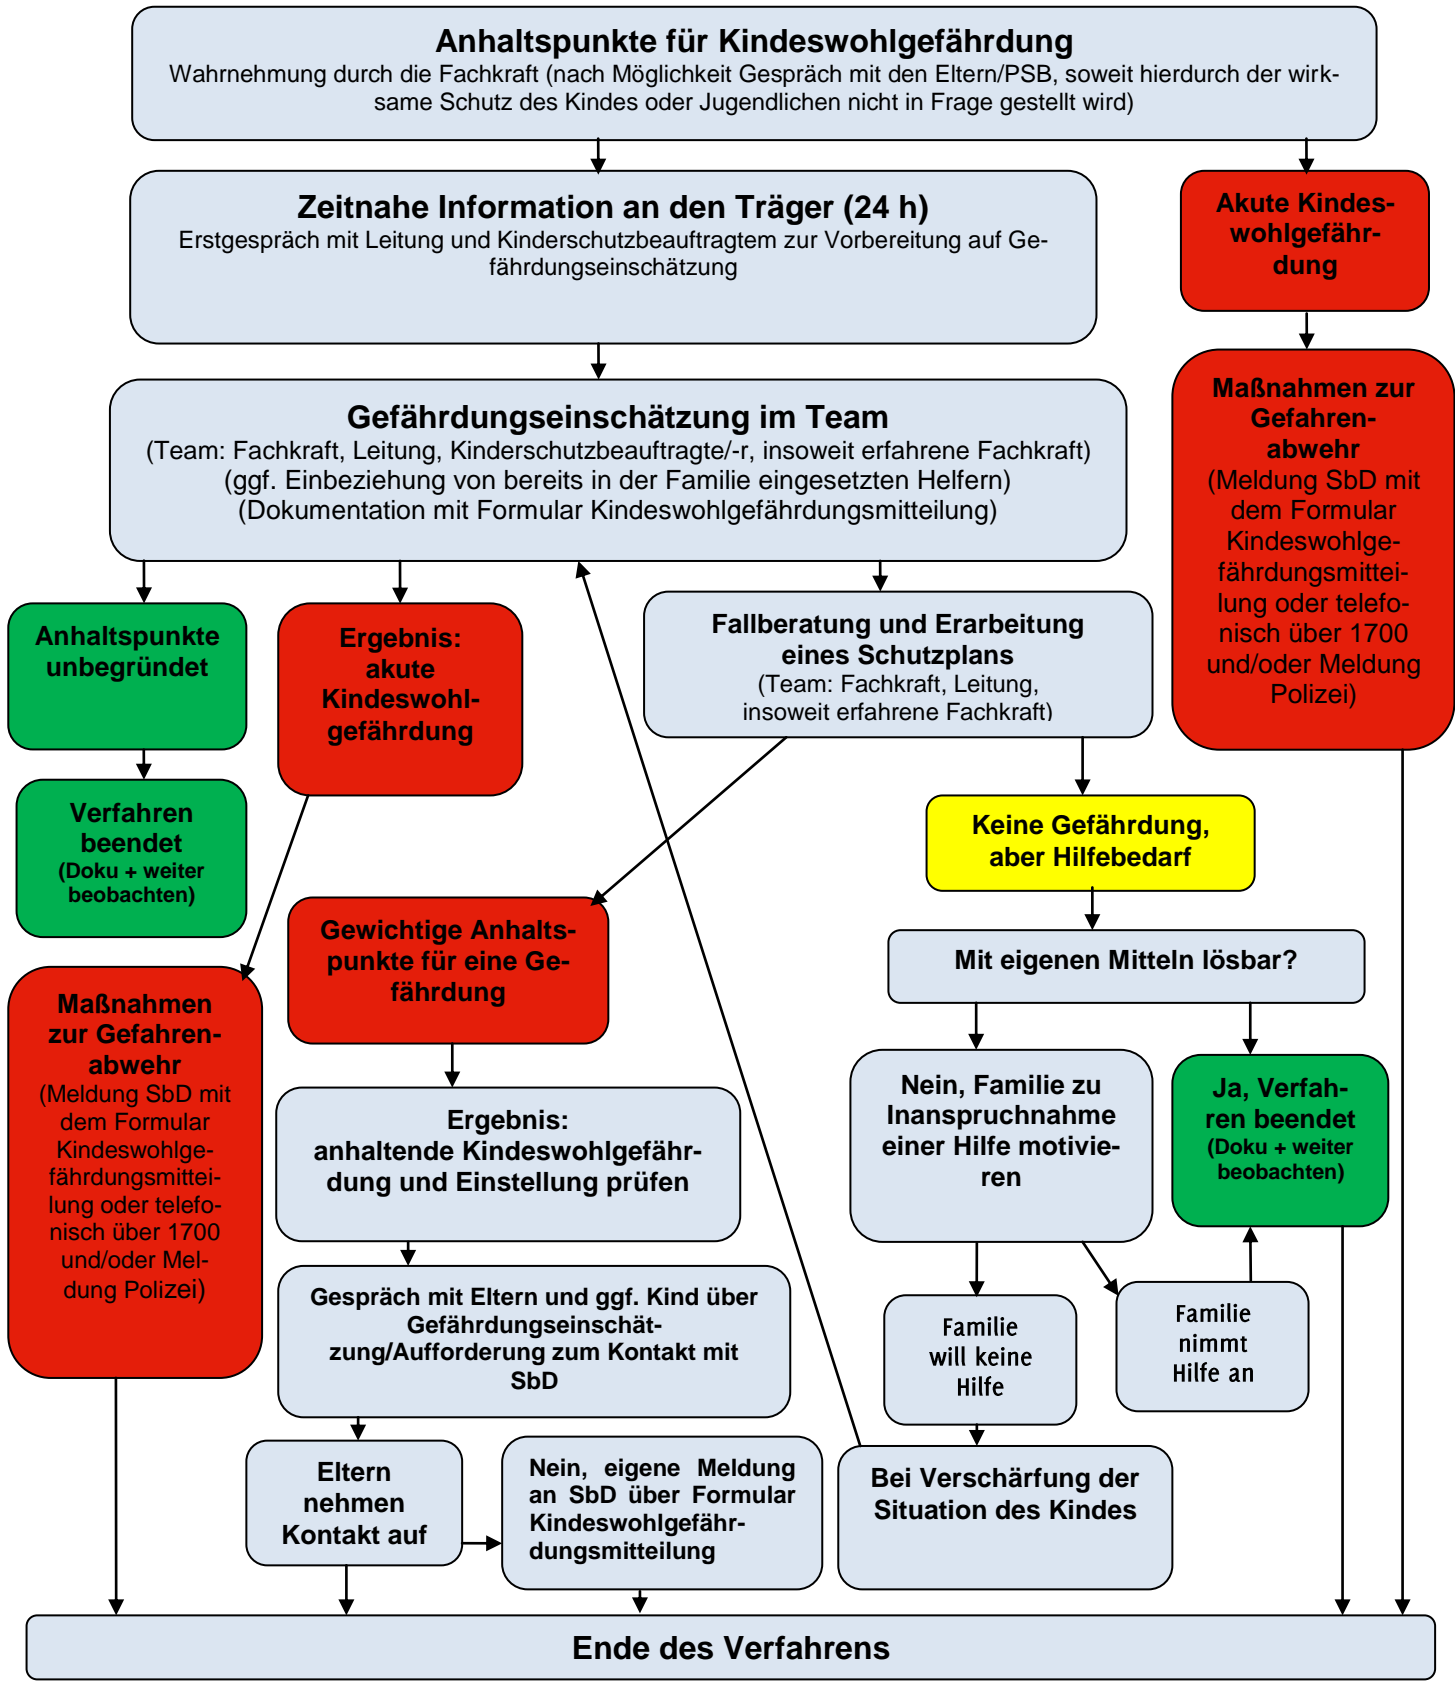 Anhaltspunkte für Kindeswohlgefährdung
Wahrnehmung durch die Fachkraft (nach Möglichkeit Gespräch mit den Eltern/PSB, soweit hierdurch der wirk-
same Schutz des Kindes oder Jugendlichen nicht in Frage gestellt wird)
Zeitnahe Information an den Träger (24 h)
Erstgespräch mit Leitung und Kinderschutzbeauftragtem zur Vorbereitung auf Ge-
fährdungseinschätzung
Akute Kindes-
wohlgefähr-
dung
Maßnahmen zur
Gefahren-
abwehr
(Meldung SbD mit
dem Formular
Kindeswohlge-
fährdungsmittei-
lung oder telefo-
nisch über 1700
und/oder Meldung
Polizei)
Gefährdungseinschätzung im Team
(Team: Fachkraft, Leitung, Kinderschutzbeauftragte/-r, insoweit erfahrene Fachkraft)
(ggf. Einbeziehung von bereits in der Familie eingesetzten Helfern)
(Dokumentation mit Formular Kindeswohlgefährdungsmitteilung)
Anhaltspunkte
unbegründet
Ergebnis:
akute
Kindeswohl-
gefährdung
Fallberatung und Erarbeitung
eines Schutzplans
(Team: Fachkraft, Leitung,
insoweit erfahrene Fachkraft)
Verfahren
beendet
(Doku + weiter
beobachten)
Keine Gefährdung,
aber Hilfebedarf
Gewichtige Anhalts-
punkte für eine Ge-
fährdung
Mit eigenen Mitteln lösbar?
Maßnahmen
zur Gefahren-
abwehr
(Meldung SbD mit
dem Formular
Kindeswohlge-
fährdungsmittei-
lung oder telefo-
nisch über 1700
und/oder Mel-
dung Polizei)
Ergebnis:
anhaltende Kindeswohlgefähr-
dung und Einstellung prüfen
Nein, Familie zu
Inanspruchnahme
einer Hilfe motivie-
ren
Ja, Verfah-
ren beendet
(Doku + weiter
beobachten)
Gespräch mit Eltern und ggf. Kind über
Gefährdungseinschät-
zung/Aufforderung zum Kontakt mit
SbD
Familie
will keine
Hilfe
Familie
nimmt
Hilfe an
Eltern
nehmen
Kontakt auf
Nein, eigene Meldung
an SbD über Formular
Kindeswohlgefähr-
dungsmitteilung
Bei Verschärfung der
Situation des Kindes
Ende des Verfahrens